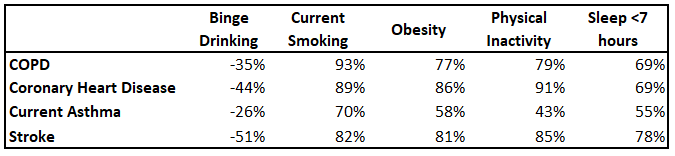 Binge Drinking Current Smoking Obesity Physical Inactivity Sleep <7 hours
COPD -35% 93% 77% 79% 69%
Coronary Heart Disease -44% 89% 86% 91% 69%
Current Asthma -26% 70% 58% 43% 55%
Stroke -51% 82% 81% 85% 78%